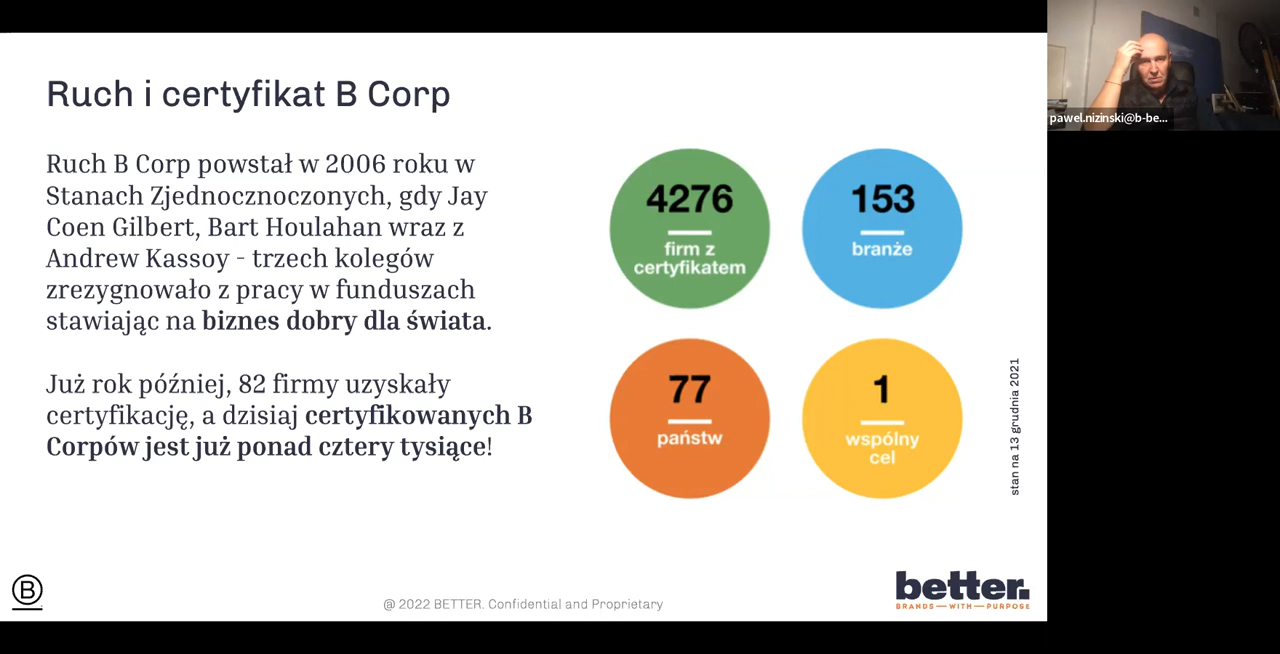 Ruch i certyfikat B Corp
Ruch B Corp powstał w 2006 roku w
Stanach Zjednocznoczonych, gdy Jay
Coen Gilbert, Bart Houlahan wraz z
Andrew Kassoy - trzech kolegów
zrezygnowało z pracy w funduszach
stawiając na biznes dobry dla świata.
Już rok później, 82 firmy uzyskały
certyfikację, a dzisiaj certyfikowanych B
Corpów jest już ponad cztery tysiące!
4276
firm z
certyfikatem
153
branże
77
państw
1
wspólny
cel
stan na 13 grudnia 2021
B
@ 2022 BETTER. Confidential and Proprietary
better.
BRANDS—WITH—PURPOSE
pawel.nizinski@b-be...